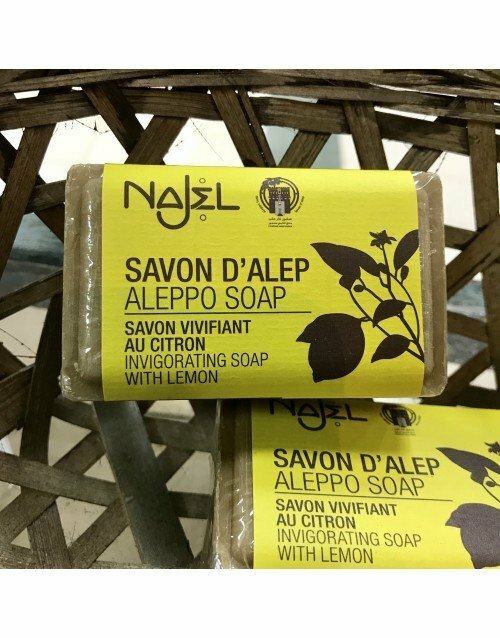 NAJEL
SAVON D'ALEP
ALEPPO SOAP
SAVON VIVIFIANT
AU CITRON
INVIGORATING SOAP
WITH LEMON
NAJEL
SAVON D'ALEP
ALEPPO SOAP
SAVON VIVIFIANT
AU CITRON
INVIGORATING SOAP
WITH LEMON